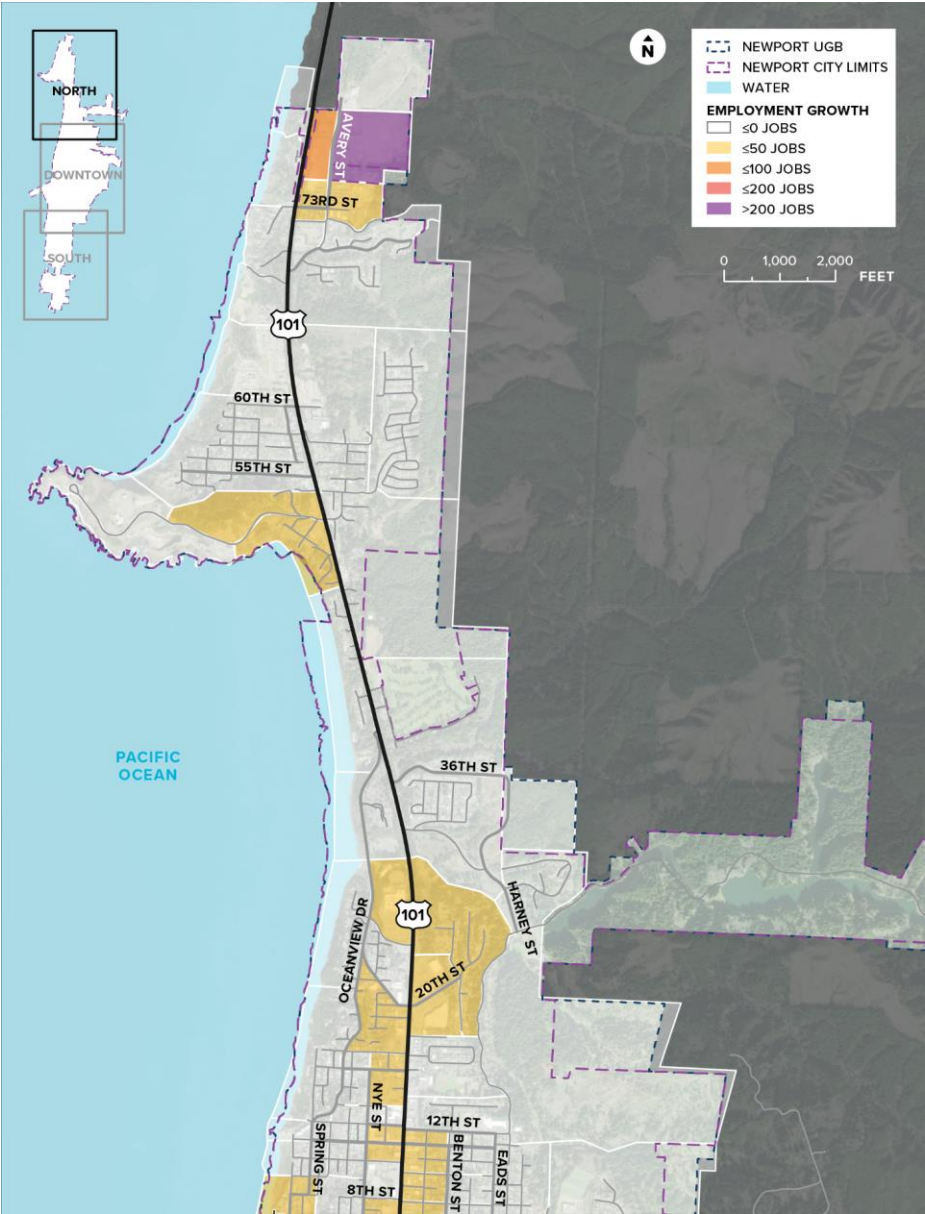 NORTH
DOWNTOWN
SOUTH
N
NEWPORT UGB
NEWPORT CITY LIMITS
WATER
EMPLOYMENT GROWTH
≤0 JOBS
≤50 JOBS
≤100 JOBS
≤200 JOBS
>200 JOBS
0 1,000 2,000
FEET
AVERY ST
73RD ST
101
60TH ST
55TH ST
PACIFIC
OCEAN
36TH ST
HARNEY ST
101
OCEANVIEW DR
20TH ST
NYE ST
12TH ST
SPRING ST
BENTON ST
EADS ST
8TH ST